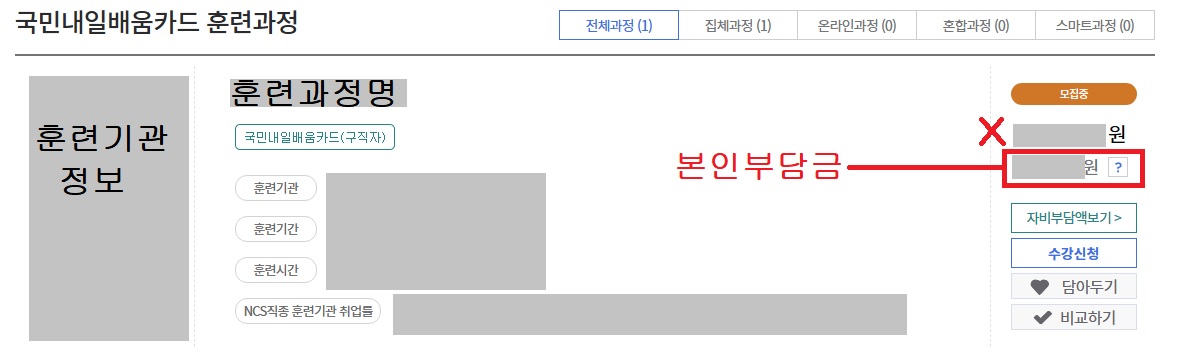 국민내일배움카드 훈련과정
전체과정 (1) 집체과정 (1) 온라인과정 (0) 혼합과정 (0) 스마트과정 (0)
훈련기관
정보
훈련과정명
국민내일배움카드(구직자)
훈련기관
훈련기간
훈련시간
NCS직종 훈련기관 취업률
본인부담금
모집중
X 원
원 ?
자비부담액보기 >
수강신청
담아두기
비교하기